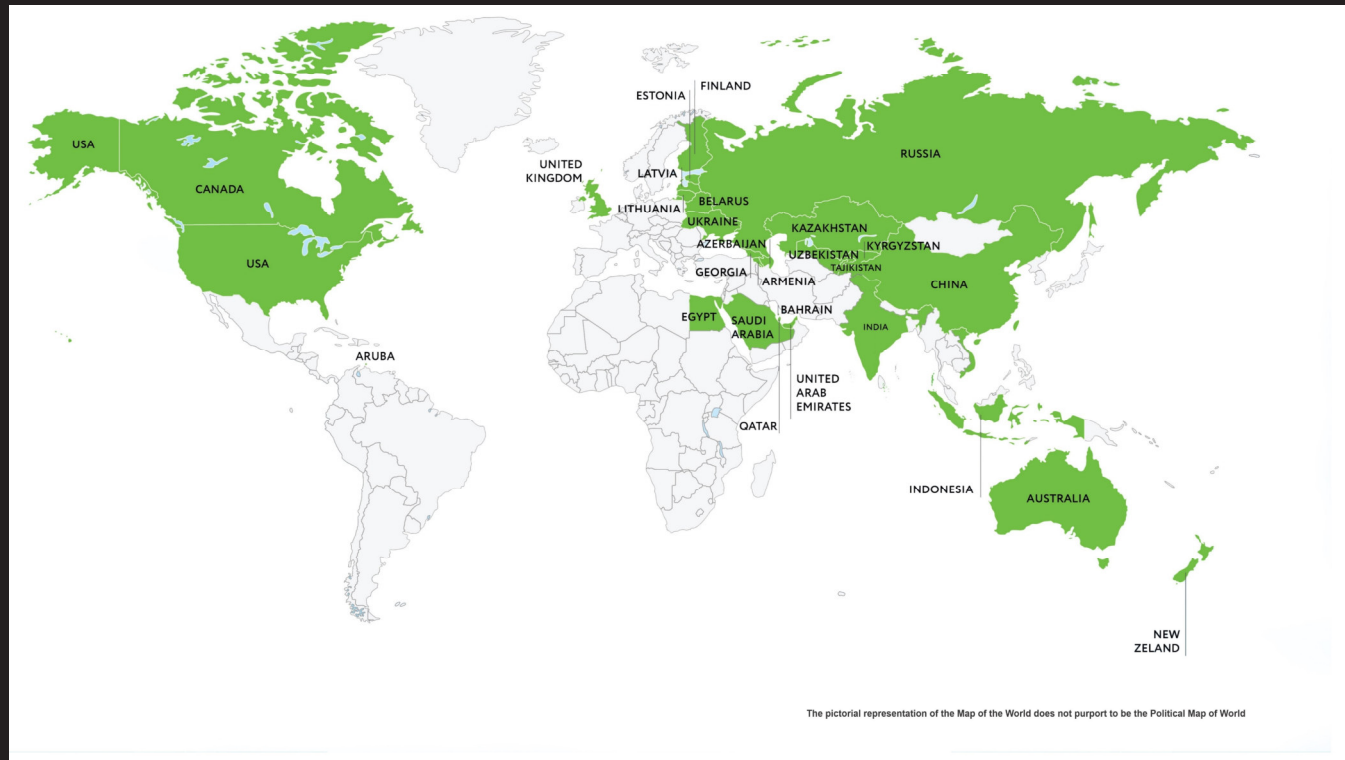 FINLAND
ESTONIA
USA
RUSSIA
UNITED
KINGDOM
LATVIA
CANADA
BELARUS
LITHUANIA
UKRAINE
KAZAKHSTAN
AZERBAIJAN
KYRGYZSTAN
UZBEKISTAN
USA
TAJIKISTAN
GEORGIA
ARMENIA
CHINA
BAHRAIN
EGYPT
SAUDI
ARABIA
INDIA
ARUBA
UNITED
ARAB
EMIRATES
QATAR
INDONESIA
AUSTRALIA
NEW
ZELAND
The pictorial representation of the Map of the World does not purport to be the Political Map of World